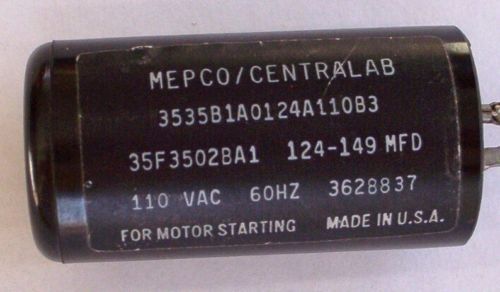 MEPCO/CENTRALAB
3535B1A0124A110B3
35F3502BA1 124-149 MFD
110 VAC 60HZ 3628837
FOR MOTOR STARTING MADE IN U.S.A.